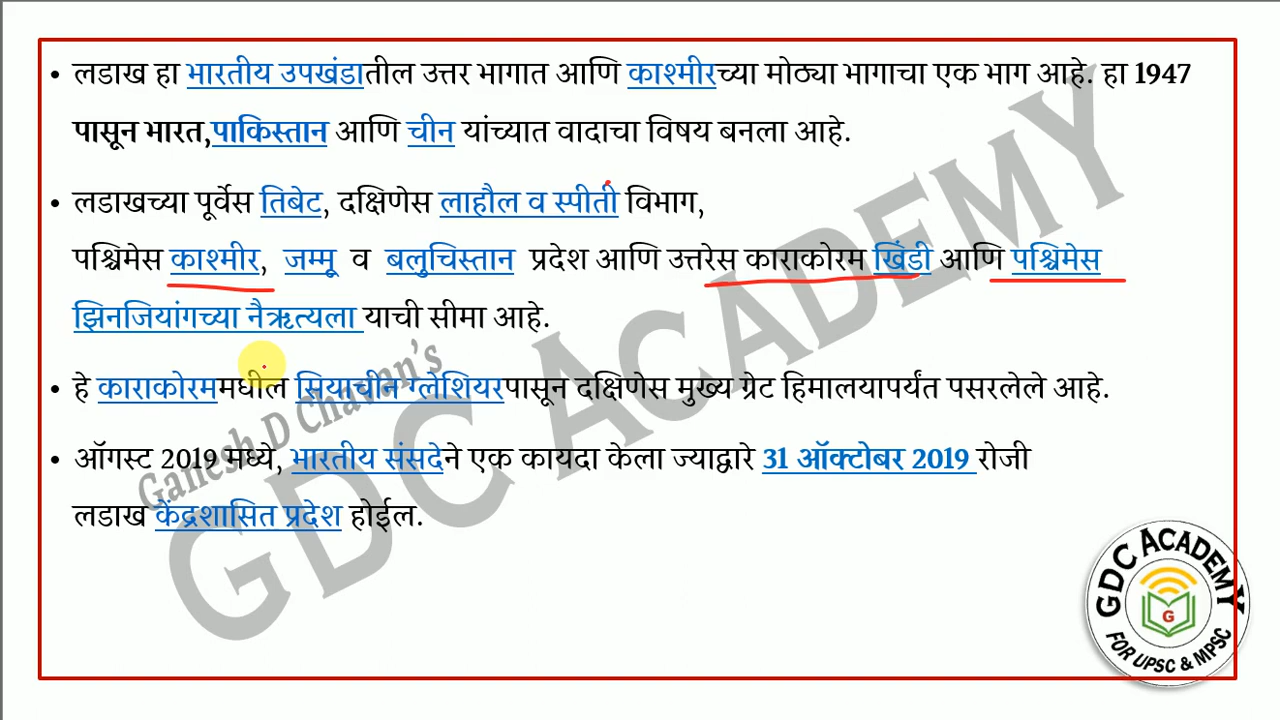 • लडाख हा भारतीय उपखंडातील उत्तर भागात आणि काश्मीरच्या मोठ्या भागाचा एक भाग आहे. हा 1947
पासून भारत,पाकिस्तान आणि चीन यांच्यात वादाचा विषय बनला आहे.
• लडाखच्या पूर्वेस तिबेट, दक्षिणेस लाहौल व स्पीती विभाग,
पश्चिमेस काश्मीर, जम्मू व बलुचिस्तान प्रदेश आणि उत्तरेस काराकोरम खिंडी आणि पश्चिमेस
झिनजियांगच्या नैऋत्यला याची सीमा आहे.
• हे काराकोरममधील सियाचीन ग्लेशियरपासून दक्षिणेस मुख्य ग्रेट हिमालयापर्यंत पसरलेले आहे.
• ऑगस्ट 2019 मध्ये, भारतीय संसदेने एक कायदा केला ज्याद्वारे 31 ऑक्टोबर 2019 रोजी
लडाख केंद्रशासित प्रदेश होईल.
Ganesh D Chavan's
GDC ACADEMY
GDC ACADEMY
G
FOR UPSC & MPSC